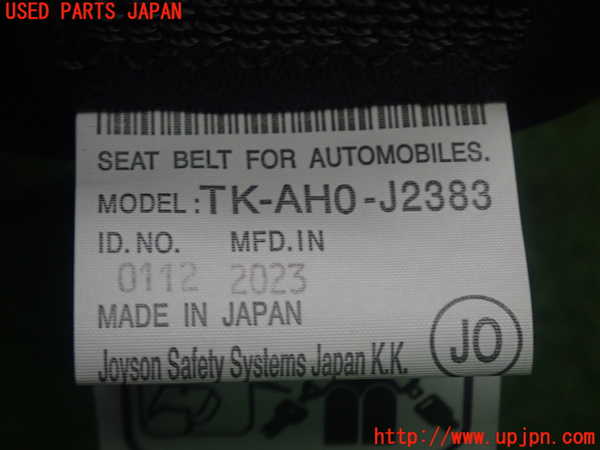 USED PARTS JAPAN
SEAT BELT FOR AUTOMOBILES.
MODEL: TK-AH0-J2383
ID.NO. MFD.IN
0112 2023
MADE IN JAPAN
Joyson Safety Systems Japan K.K.
JO
http://www.upjpn.com/